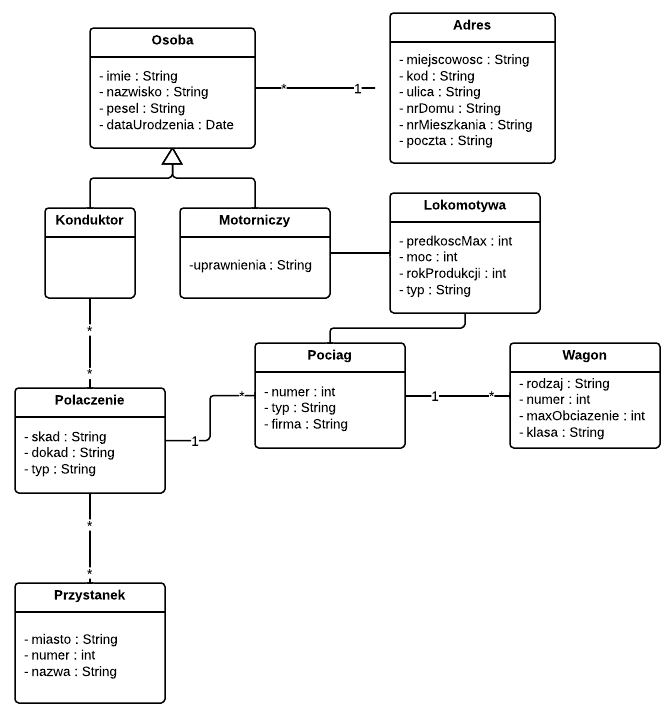 Osoba
- imie : String
- nazwisko : String
- pesel : String
- dataUrodzenia : Date
* 1
Adres
- miejscowosc : String
- kod : String
- ulica : String
- nrDomu : String
- nrMieszkania : String
- poczta : String
Konduktor
Motorniczy
-uprawnienia : String
Lokomotywa
- predkoscMax : int
- moc : int
- rokProdukcji : int
- typ : String
*
*
Pociag
- numer : int
- typ : String
- firma : String
1 *
Wagon
- rodzaj : String
- numer : int
- maxObciazenie : int
- klasa : String
Polaczenie
- skad : String
- dokad : String
- typ : String
1 *
*
*
Przystanek
- miasto : String
- numer : int
- nazwa : String